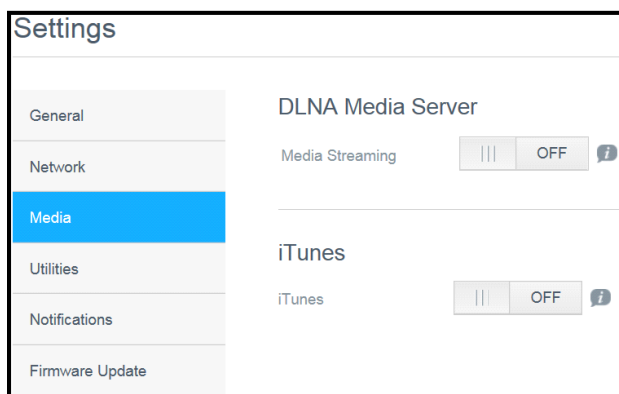 Settings
General
Network
Media
Utilities
Notifications
Firmware Update
DLNA Media Server
Media Streaming
OFF
iTunes
iTunes
OFF